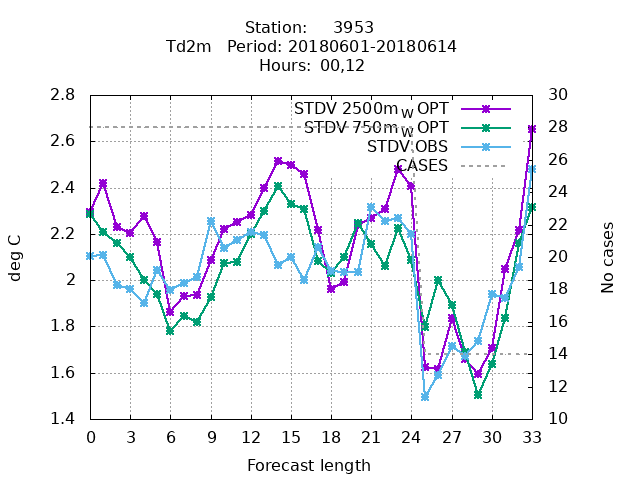 Station: 3953
Td2m Period: 20180601-20180614
Hours: 00,12
2.8
2.6
2.4
2.2
2
1.8
1.6
1.4
deg C
STDV 2500m_W OPT
STDV 750m_W OPT
STDV OBS
CASES
30
28
26
24
22
20
18
16
14
12
10
No cases
0 3 6 9 12 15 18 21 24 27 30 33
Forecast length